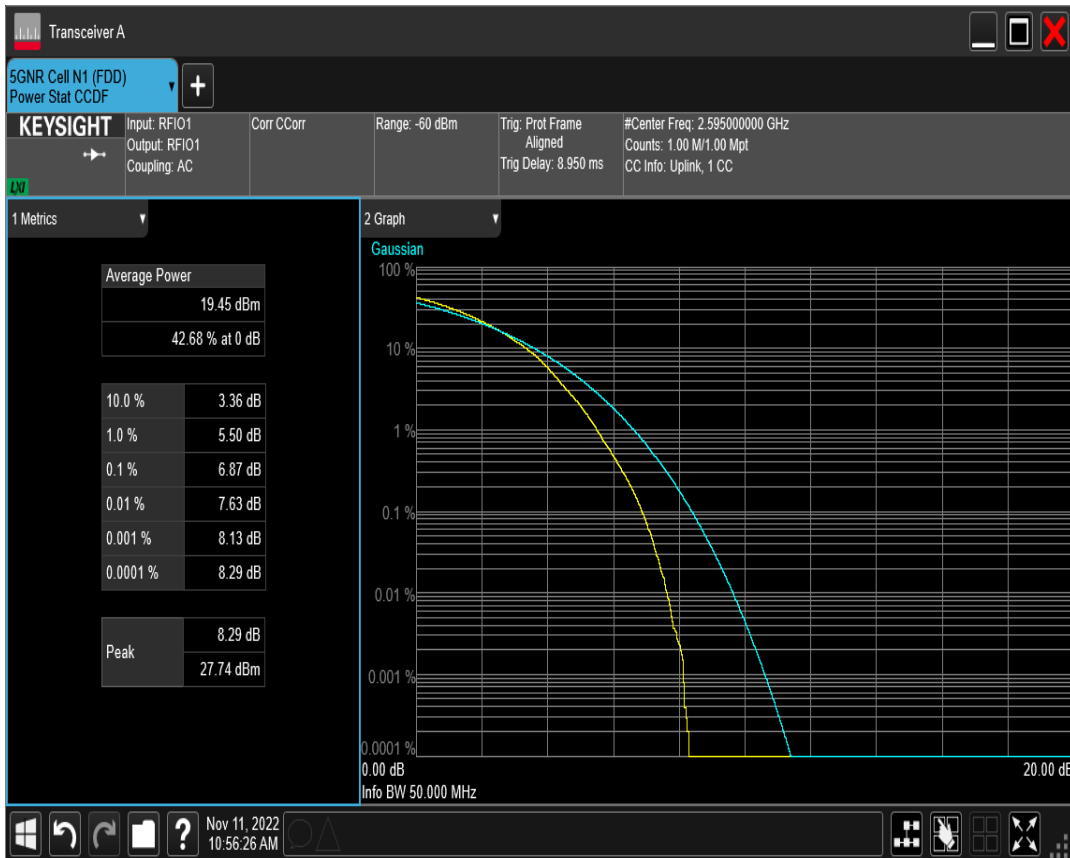 Transceiver A
5GNR Cell N1 (FDD)
Power Stat CCDF
+
KEYSIGHT
LXI
Input: RFIO1
Output: RFIO1
Coupling: AC
Corr CCorr
Range: -60 dBm
Trig: Prot Frame
Aligned
Trig Delay: 8.950 ms
#Center Freq: 2.595000000 GHz
Counts: 1.00 M/1.00 Mpt
CC Info: Uplink, 1 CC
1 Metrics
Average Power
19.45 dBm
42.68 % at 0 dB
10.0 % 3.36 dB
1.0 % 5.50 dB
0.1 % 6.87 dB
0.01 % 7.63 dB
0.001 % 8.13 dB
0.0001 % 8.29 dB
Peak 8.29 dB
27.74 dBm
2 Graph
Gaussian
100 %
10 %
1 %
0.1 %
0.01 %
0.001 %
0.0001 %
0.00 dB 20.00 dB
Info BW 50.000 MHz
?
Nov 11, 2022
10:56:26 AM